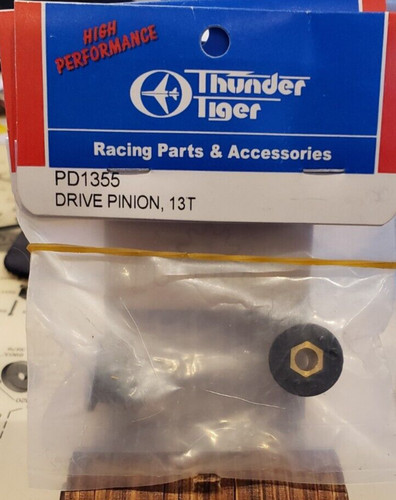 HIGH
PERFORMANCE
Thunder
Tiger
Racing Parts & Accessories
PD1355
DRIVE PINION, 13T